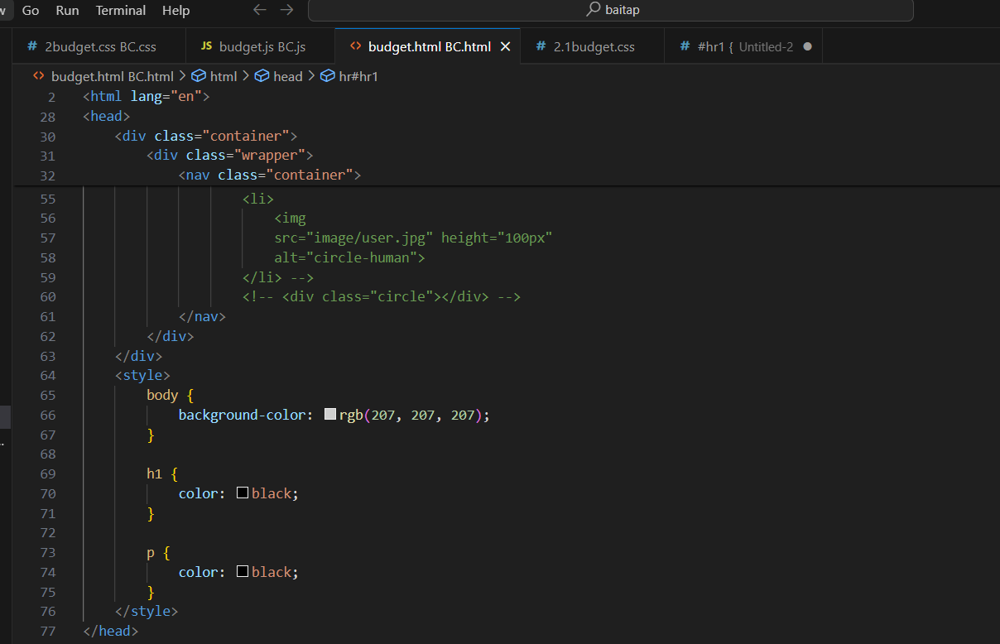 w Go Run Terminal Help baitap
# 2budget.css BC.css JS budget.js BC.js <> budget.html BC.html # 2.1budget.css # #hr1 { Untitled-2
<> budget.html BC.html > html > head > hr#hr1
2 <html lang="en">
28 <head>
30 <div class="container">
31 <div class="wrapper">
32 <nav class="container">
55 <li>
56 <img
57 src="image/user.jpg" height="100px"
58 alt="circle-human">
59 </li> -->
60 <!-- <div class="circle"></div> -->
61 </nav>
62 </div>
63 </div>
64 <style>
65 body {
66 background-color: rgb(207, 207, 207);
67 }
68
69 h1 {
70 color: black;
71 }
72
73 p {
74 color: black;
75 }
76 </style>
77 </head>